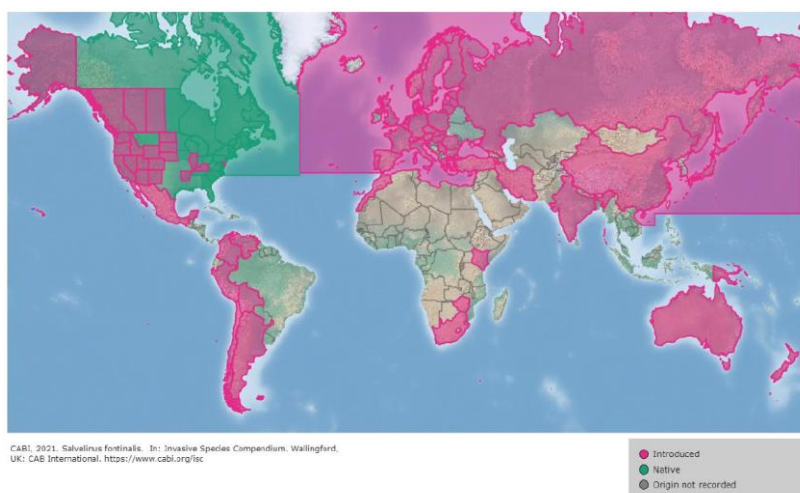 CABI, 2021. Salvelinus fontinalis. In: Invasive Species Compendium. Wallingford,
UK: CAB International. https://www.cabi.org/isc
Introduced
Native
Origin not recorded